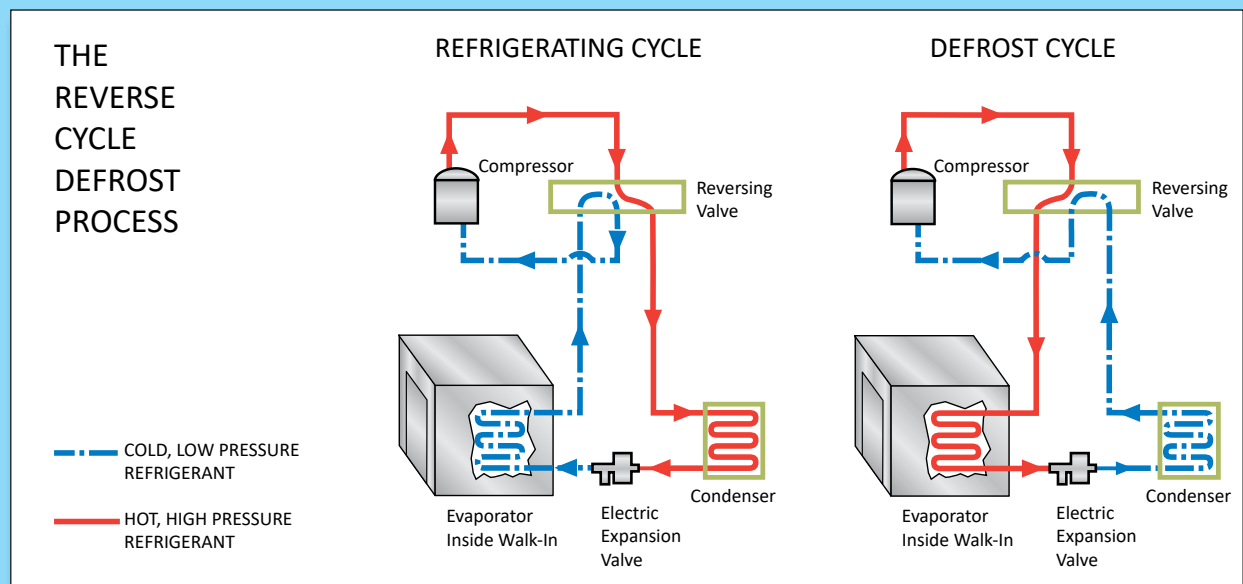 THE
REVERSE
CYCLE
DEFROST
PROCESS
REFRIGERATING CYCLE
Compressor
Reversing
Valve
Condenser
Evaporator
Inside Walk-In
Electric
Expansion
Valve
DEFROST CYCLE
Compressor
Reversing
Valve
Condenser
Evaporator
Inside Walk-In
Electric
Expansion
Valve
COLD, LOW PRESSURE
REFRIGERANT
HOT, HIGH PRESSURE
REFRIGERANT